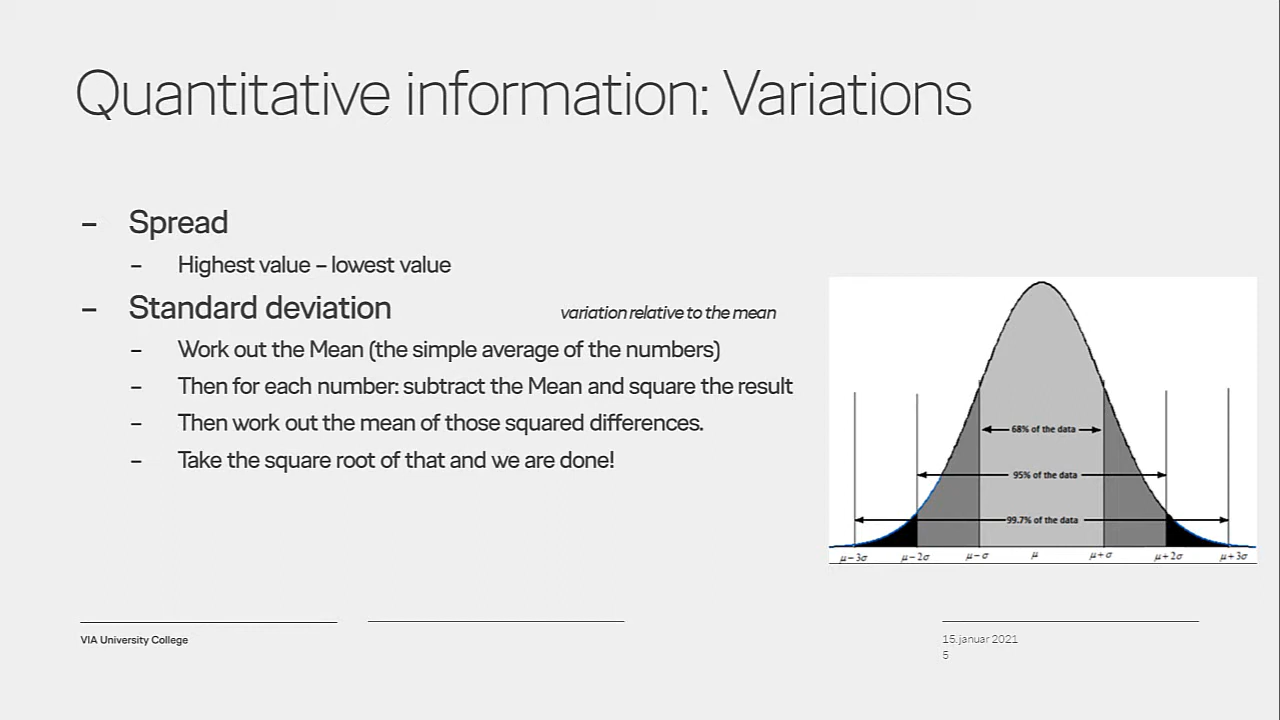 Quantitative information: Variations
– Spread
– Highest value – lowest value
– Standard deviation
variation relative to the mean
– Work out the Mean (the simple average of the numbers)
– Then for each number: subtract the Mean and square the result
– Then work out the mean of those squared differences.
– Take the square root of that and we are done!
68% of the data
95% of the data
99.7% of the data
μ−3σ μ−2σ μ−σ μ μ+σ μ+2σ μ+3σ
VIA University College
15.januar 2021
5